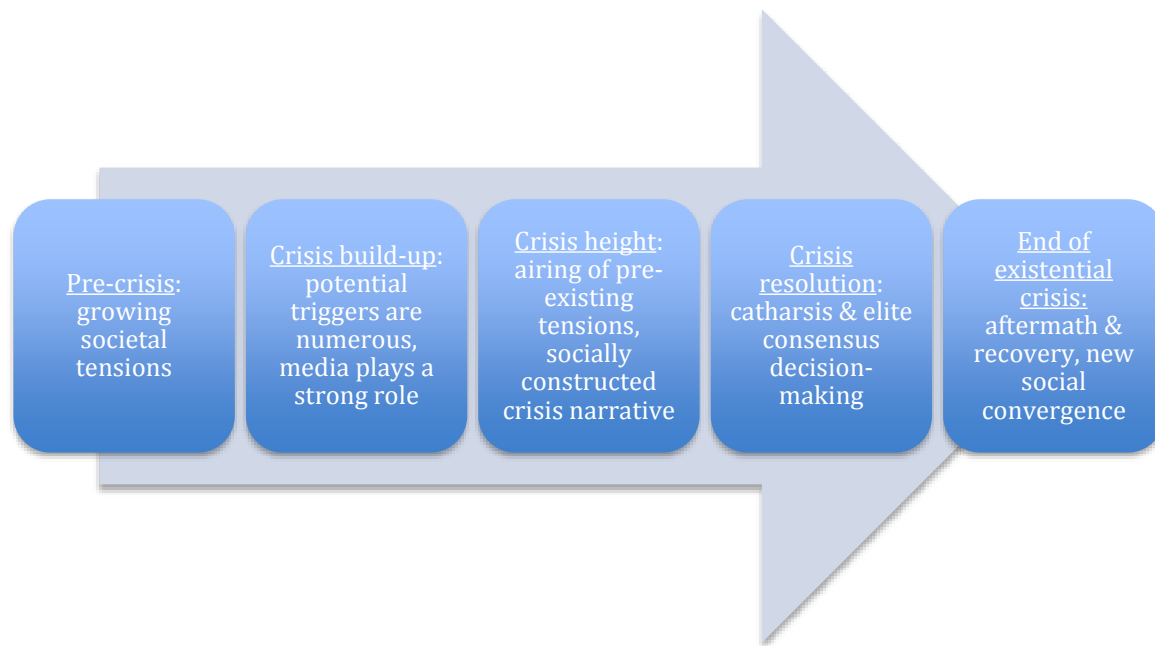 Pre-crisis:
growing
societal
tensions
Crisis build-up:
potential
triggers are
numerous,
media plays a
strong role
Crisis height:
airing of pre-
existing
tensions,
socially
constructed
crisis narrative
Crisis
resolution:
catharsis & elite
consensus
decision-
making
End of
existential
crisis:
aftermath &
recovery, new
social
convergence